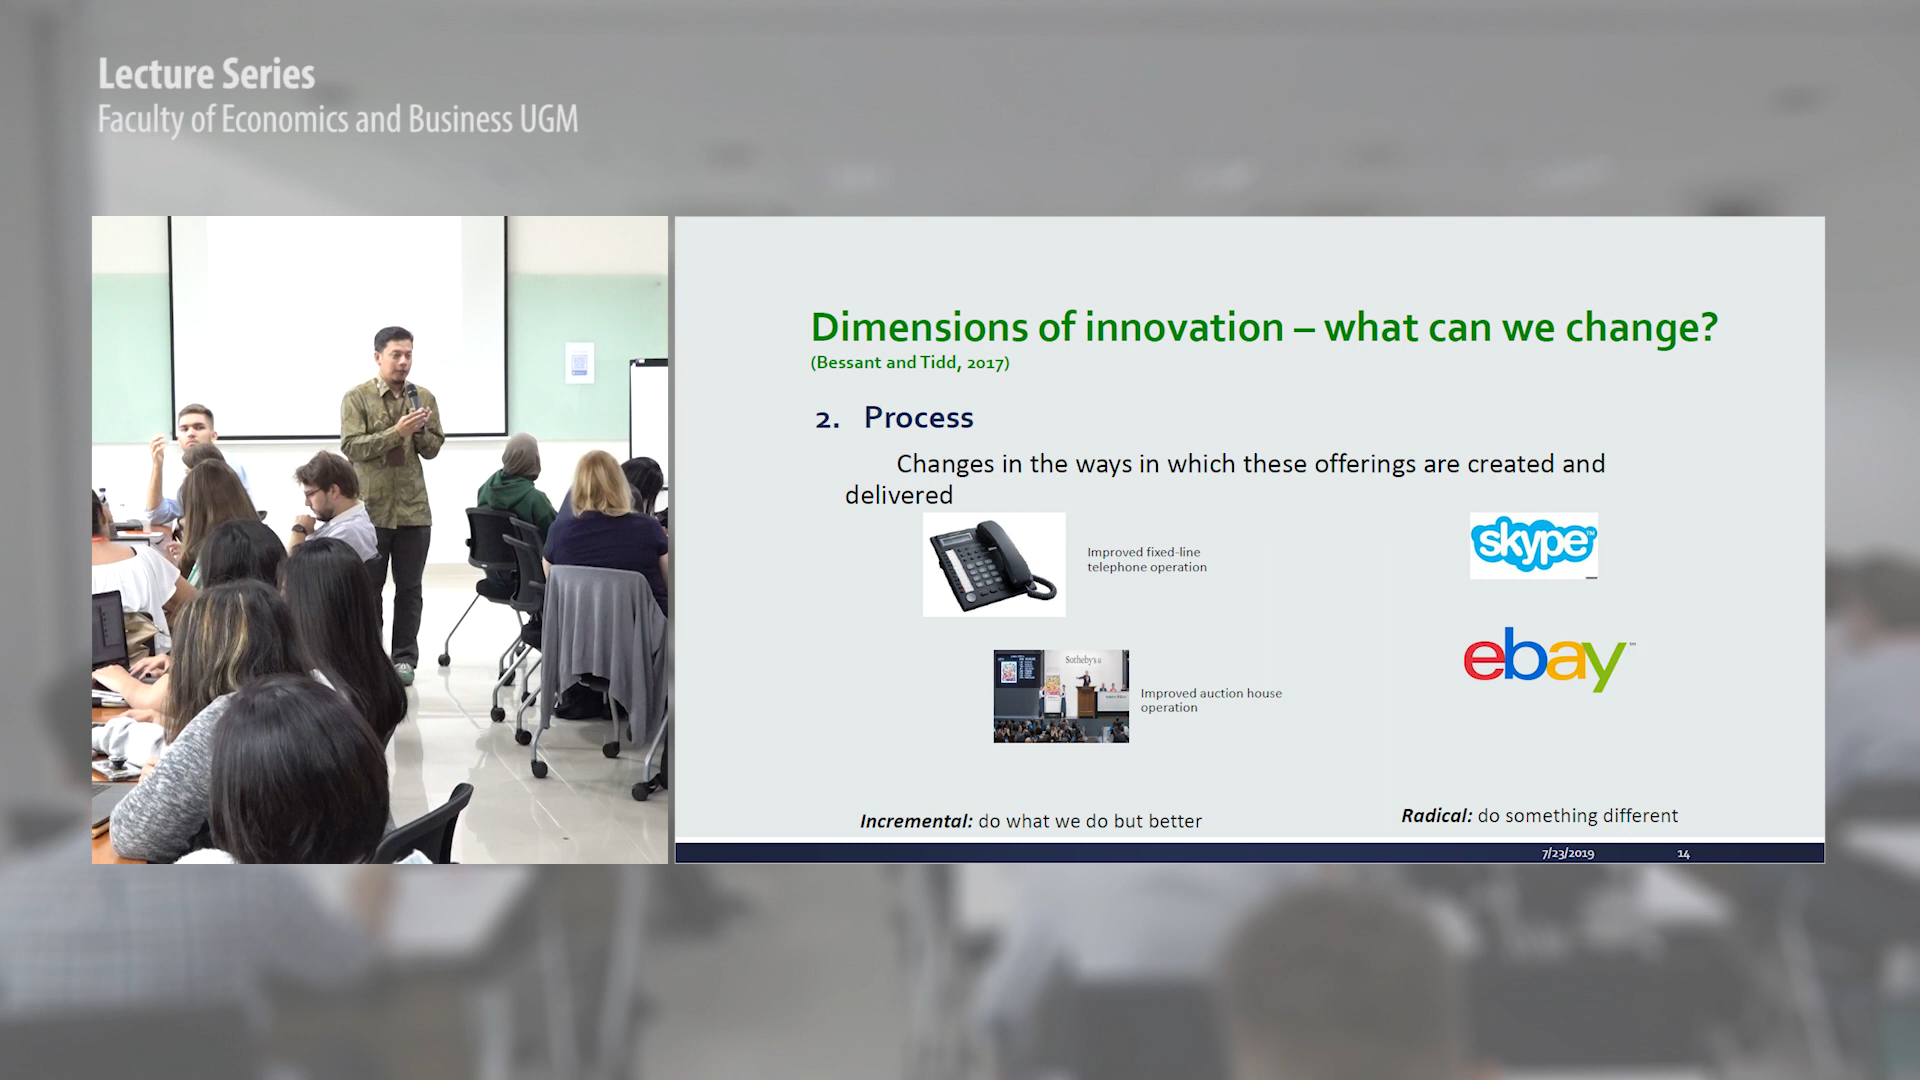 Lecture Series
Faculty of Economics and Business UGM
Dimensions of innovation – what can we change?
(Bessant and Tidd, 2017)
2. Process
Changes in the ways in which these offerings are created and
delivered
Improved fixed-line
telephone operation
skype™
Sotheby's
Improved auction house
operation
ebay™
Incremental: do what we do but better
Radical: do something different
7/23/2019
14